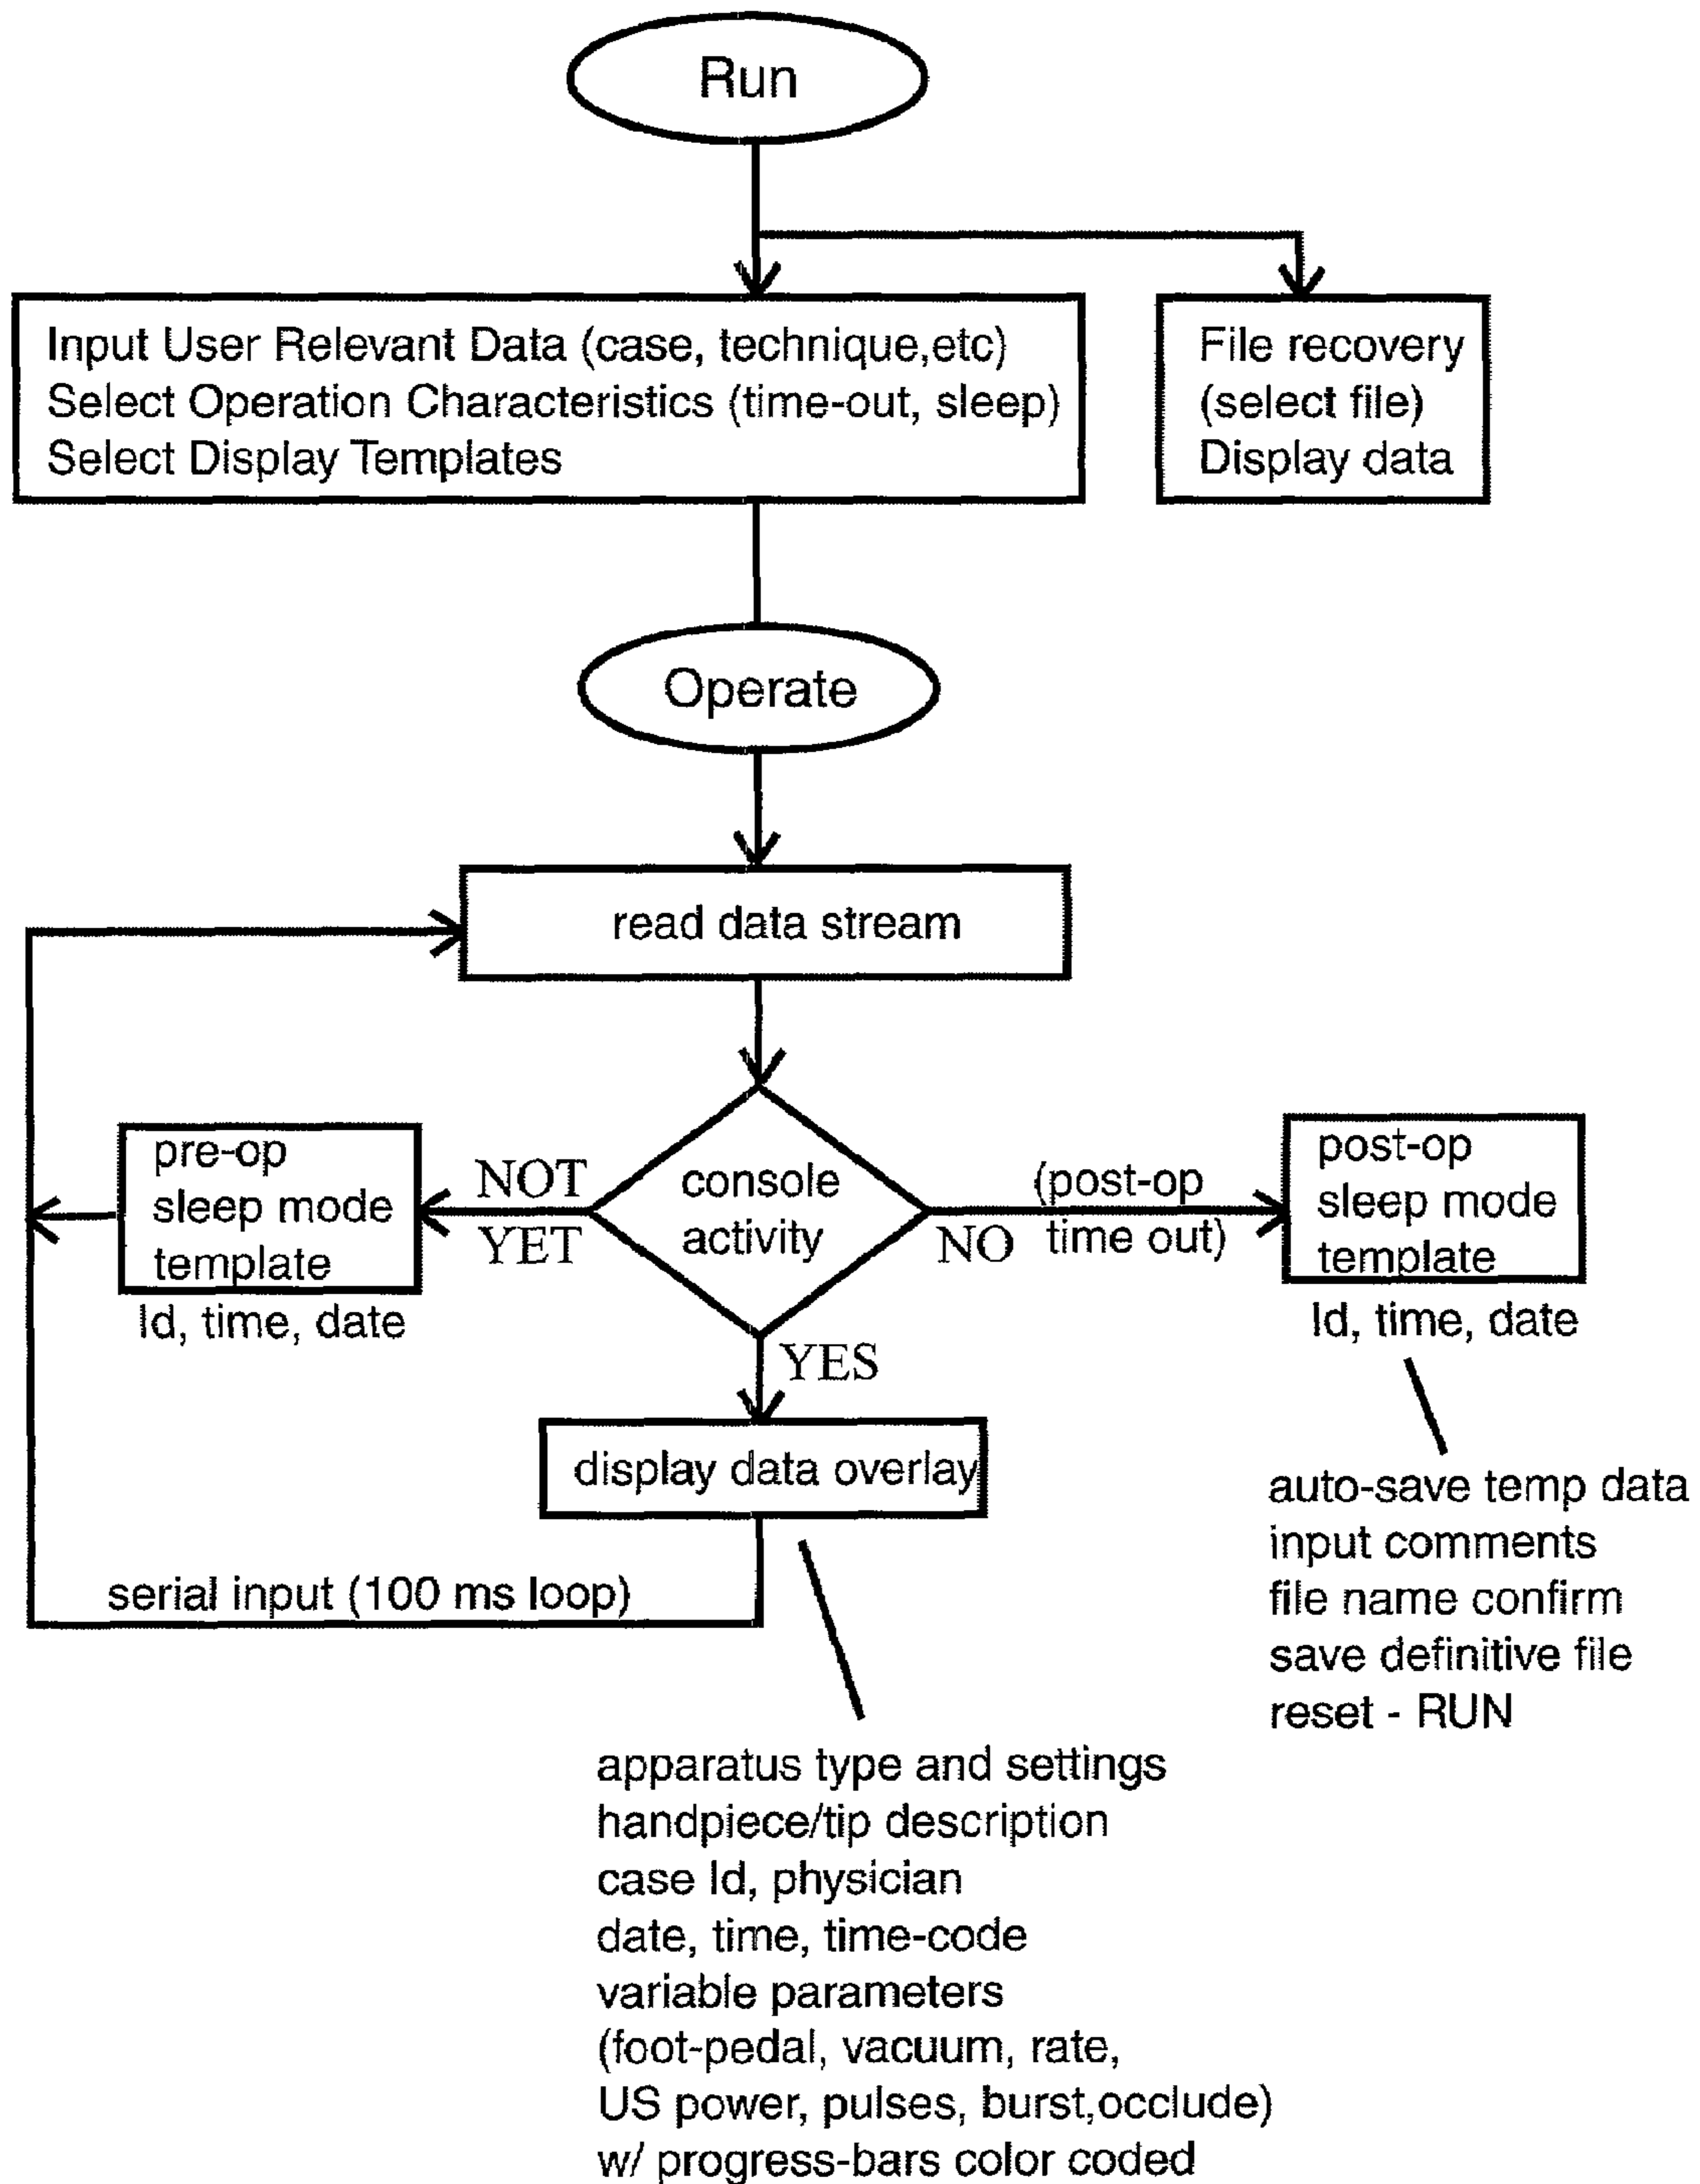 Run
Input User Relevant Data (case, technique,etc)
Select Operation Characteristics (time-out, sleep)
Select Display Templates
File recovery
(select file)
Display data
Operate
read data stream
pre-op
sleep mode
template
Id, time, date
NOT
YET
console
activity
NO
(post-op
time out)
post-op
sleep mode
template
Id, time, date
YES
display data overlay
serial input (100 ms loop)
auto-save temp data
input comments
file name confirm
save definitive file
reset - RUN
apparatus type and settings
handpiece/tip description
case Id, physician
date, time, time-code
variable parameters
(foot-pedal, vacuum, rate,
US power, pulses, burst,occlude)
w/ progress-bars color coded